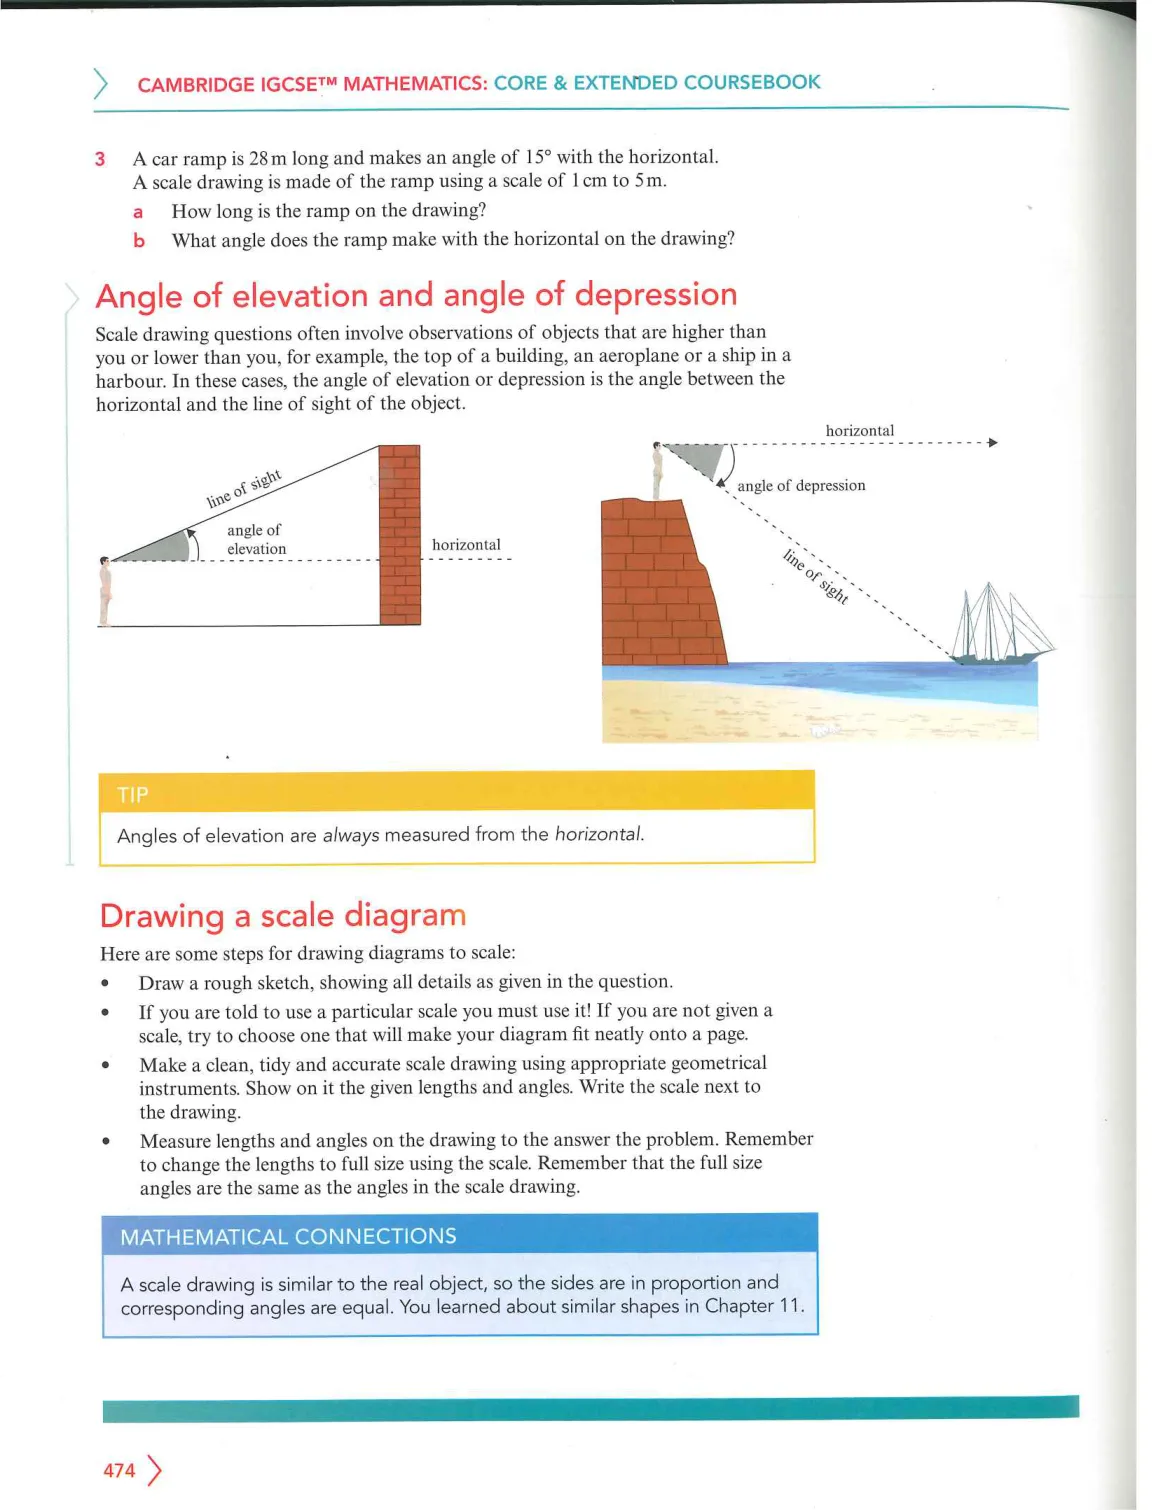 CAMBRIDGE IGCSE™ MATHEMATICS: CORE & EXTENDED COURSEBOOK
3 A car ramp is 28 m long and makes an angle of 15° with the horizontal.
A scale drawing is made of the ramp using a scale of 1 cm to 5 m.
a How long is the ramp on the drawing?
b What angle does the ramp make with the horizontal on the drawing?
Angle of elevation and angle of depression
Scale drawing questions often involve observations of objects that are higher than
you or lower than you, for example, the top of a building, an aeroplane or a ship in a
harbour. In these cases, the angle of elevation or depression is the angle between the
horizontal and the line of sight of the object.
line of sight
angle of
elevation
horizontal
horizontal
angle of depression
line of sight
TIP
Angles of elevation are always measured from the horizontal.
Drawing a scale diagram
Here are some steps for drawing diagrams to scale:
• Draw a rough sketch, showing all details as given in the question.
• If you are told to use a particular scale you must use it! If you are not given a
scale, try to choose one that will make your diagram fit neatly onto a page.
• Make a clean, tidy and accurate scale drawing using appropriate geometrical
instruments. Show on it the given lengths and angles. Write the scale next to
the drawing.
• Measure lengths and angles on the drawing to the answer the problem. Remember
to change the lengths to full size using the scale. Remember that the full size
angles are the same as the angles in the scale drawing.
MATHEMATICAL CONNECTIONS
A scale drawing is similar to the real object, so the sides are in proportion and
corresponding angles are equal. You learned about similar shapes in Chapter 11.
474